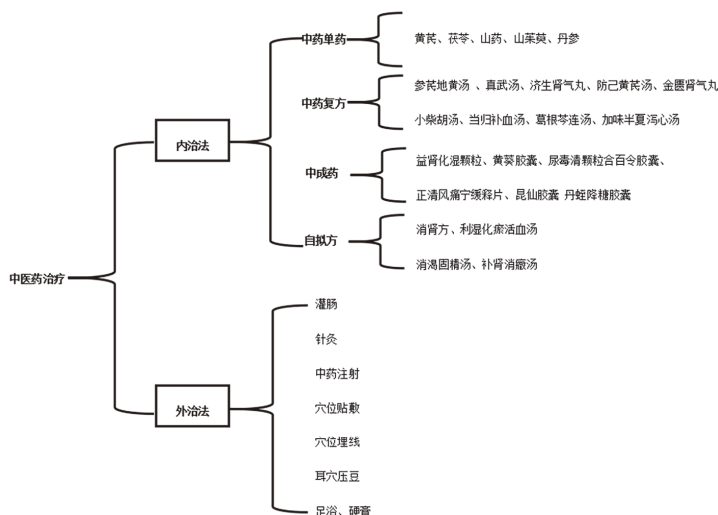 中医药治疗
内治法
中药单药
黄芪、茯苓、山药、山茱萸、丹参
中药复方
参芪地黄汤 、真武汤、济生肾气丸、防己黄芪汤、金匮肾气丸
小柴胡汤、当归补血汤、葛根芩连汤、加味半夏泻心汤
中成药
益肾化湿颗粒、黄葵胶囊、尿毒清颗粒合百令胶囊、
正清风痛宁缓释片、昆仙胶囊 丹蛭降糖胶囊
自拟方
消肾方、利湿化瘀活血汤
消渴固精汤、补肾消癥汤
外治法
灌肠
针灸
中药注射
穴位贴敷
穴位埋线
耳穴压豆
足浴、硬膏